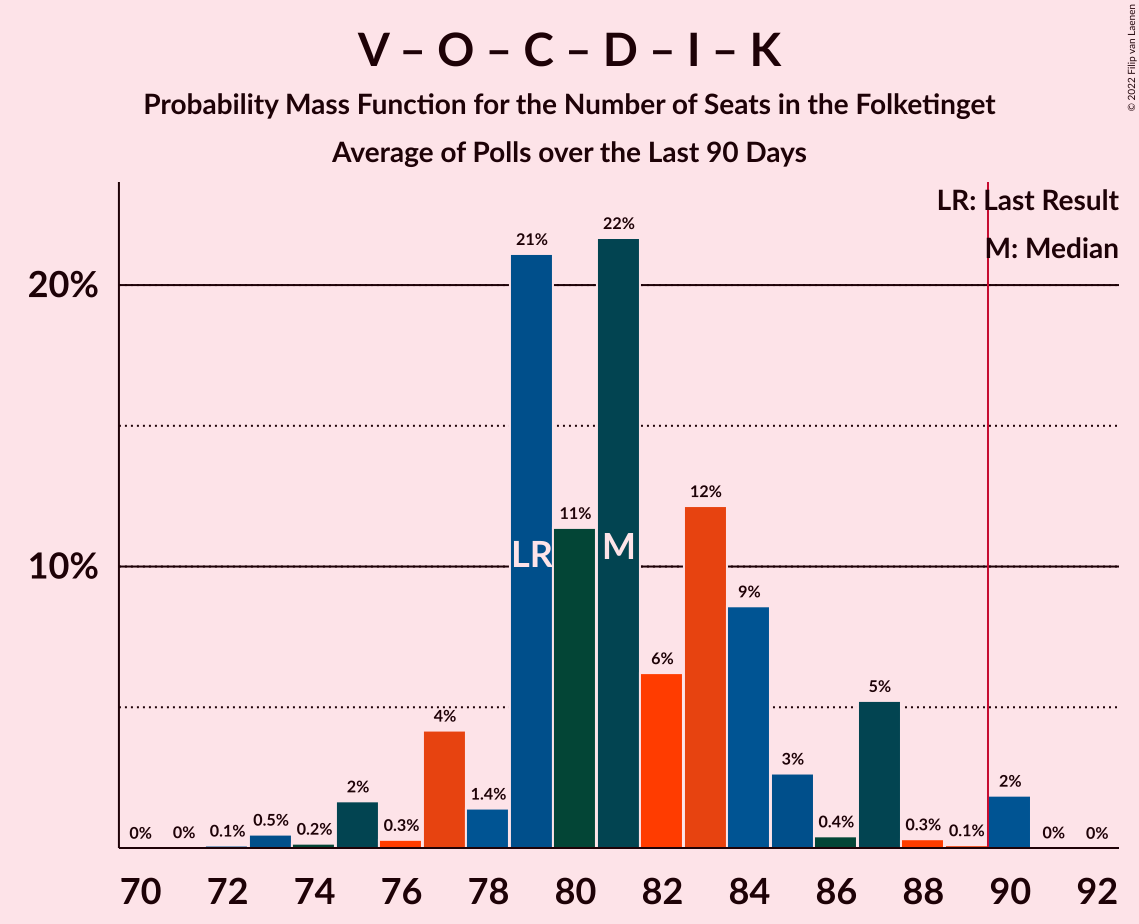 V – O – C – D – I – K
Probability Mass Function for the Number of Seats in the Folketinget
Average of Polls over the Last 90 Days
© 2022 Filip van Laenen
LR: Last Result
M: Median
20%
10%
0%
0%
0.1%
0.5%
0.2%
2%
0.3%
4%
1.4%
21%
11%
22%
6%
12%
9%
3%
0.4%
5%
0.3%
0.1%
2%
0%
0%
LR
M
70 72 74 76 78 80 82 84 86 88 90 92